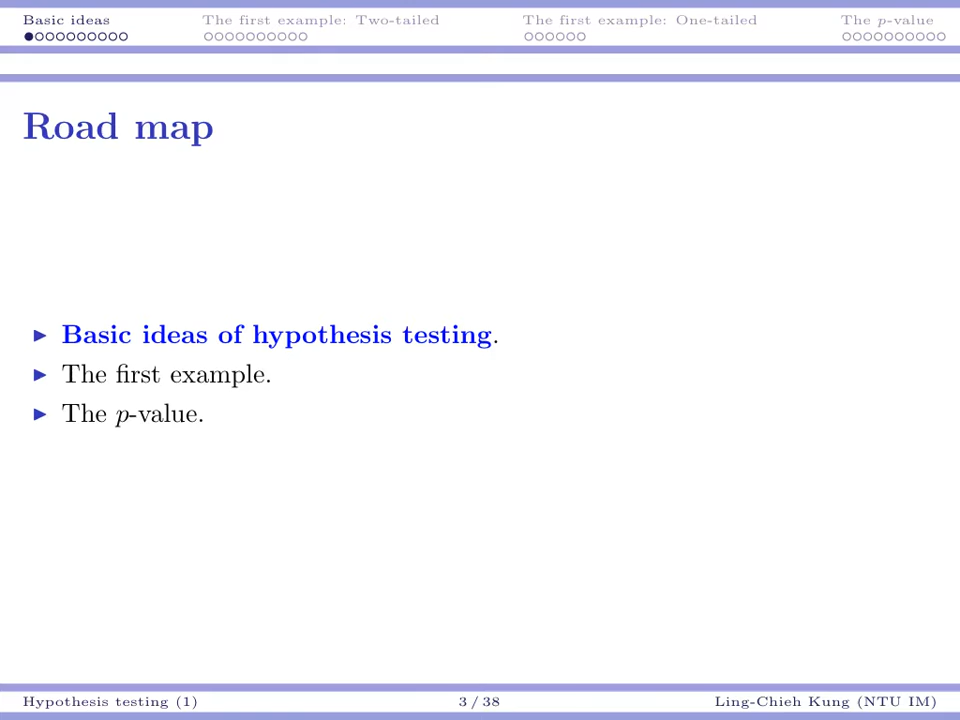 Basic ideas
The first example: Two-tailed
The first example: One-tailed
The p-value
Road map
Basic ideas of hypothesis testing.
The first example.
The p-value.
Hypothesis testing (1)
3 / 38
Ling-Chieh Kung (NTU IM)